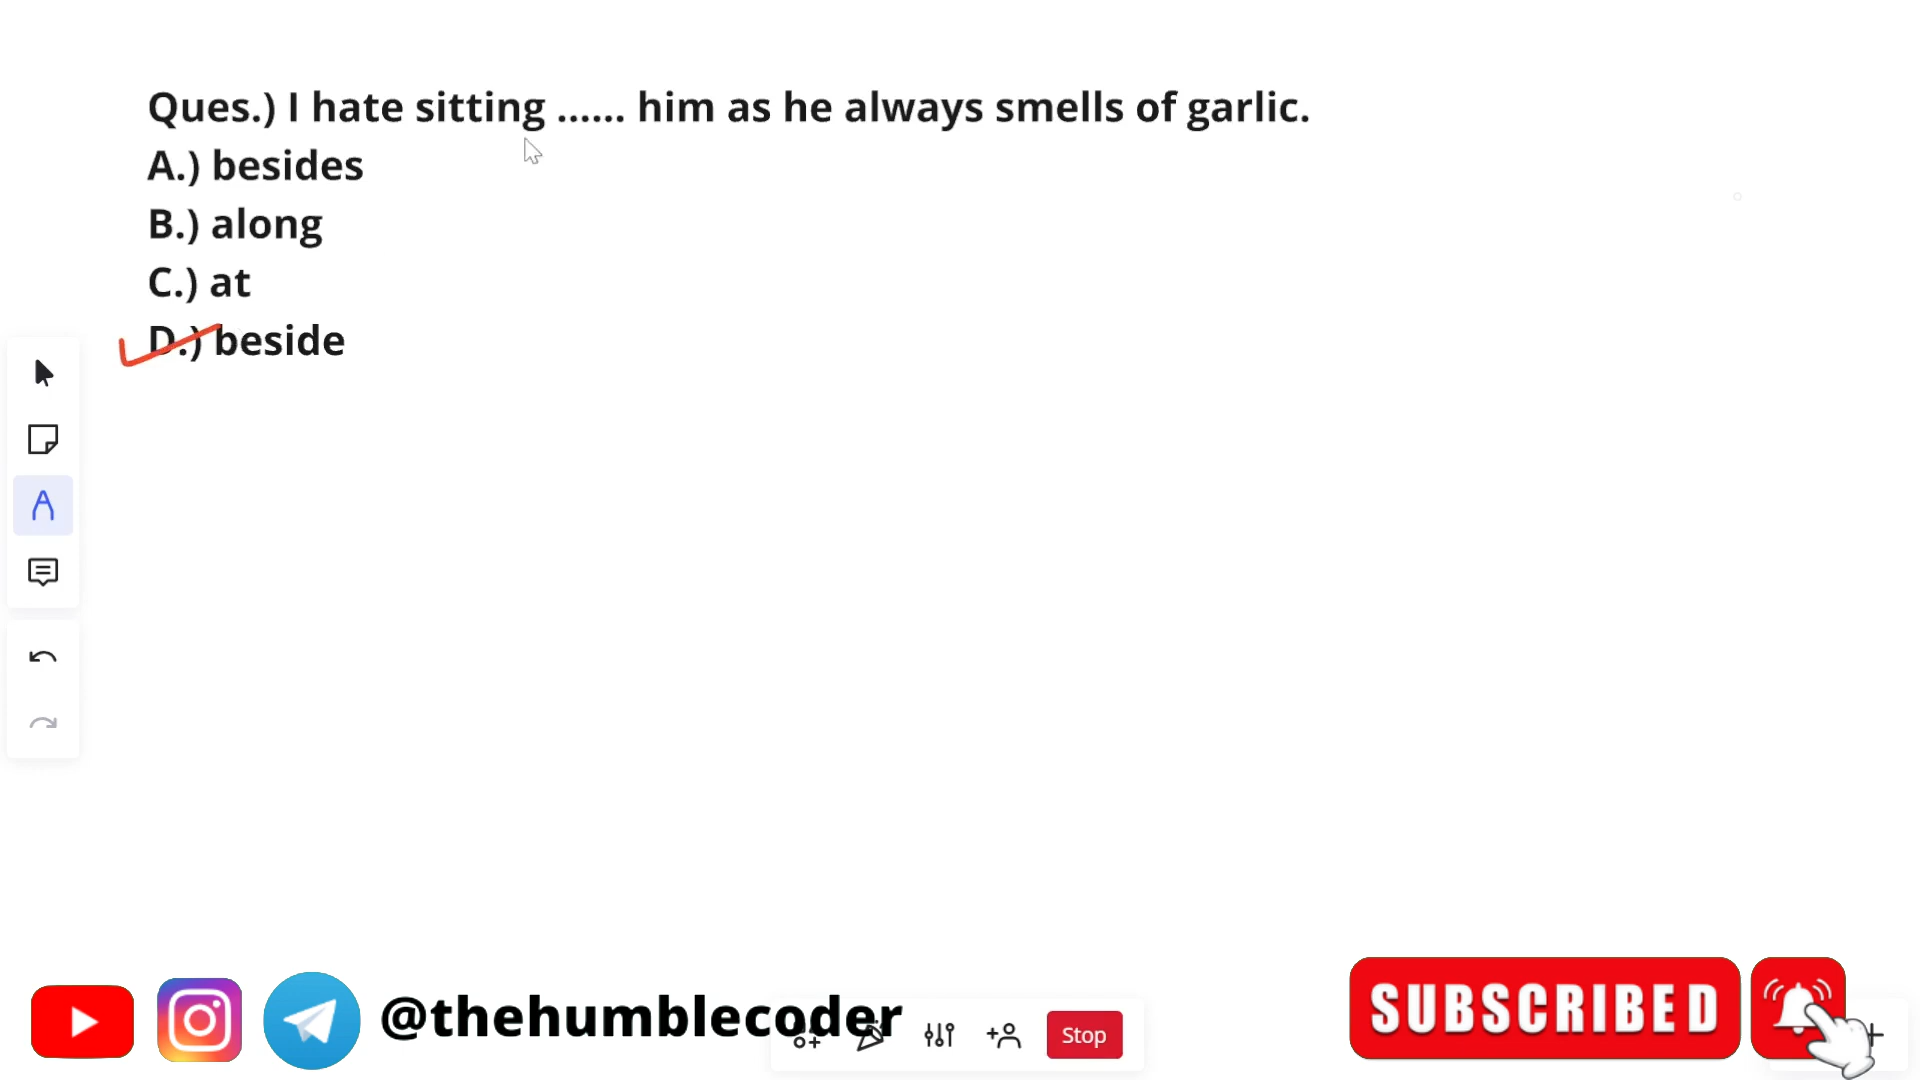 Ques.) I hate sitting ...... him as he always smells of garlic.
A.) besides
B.) along
C.) at
D.) beside
@thehumblecoder
Stop
SUBSCRIBED